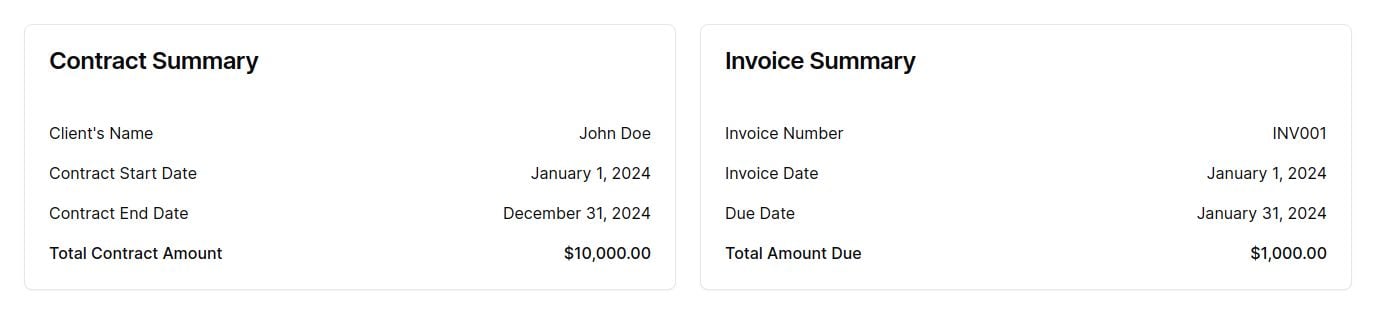 Contract Summary
Client's Name John Doe
Contract Start Date January 1, 2024
Contract End Date December 31, 2024
Total Contract Amount $10,000.00
Invoice Summary
Invoice Number INV001
Invoice Date January 1, 2024
Due Date January 31, 2024
Total Amount Due $1,000.00